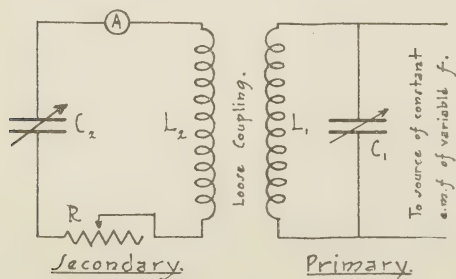 A
C2
L2
R
Secondary.
Loose Coupling.
L1
C1
Primary.
To source of constant
e.m.f of variable f.